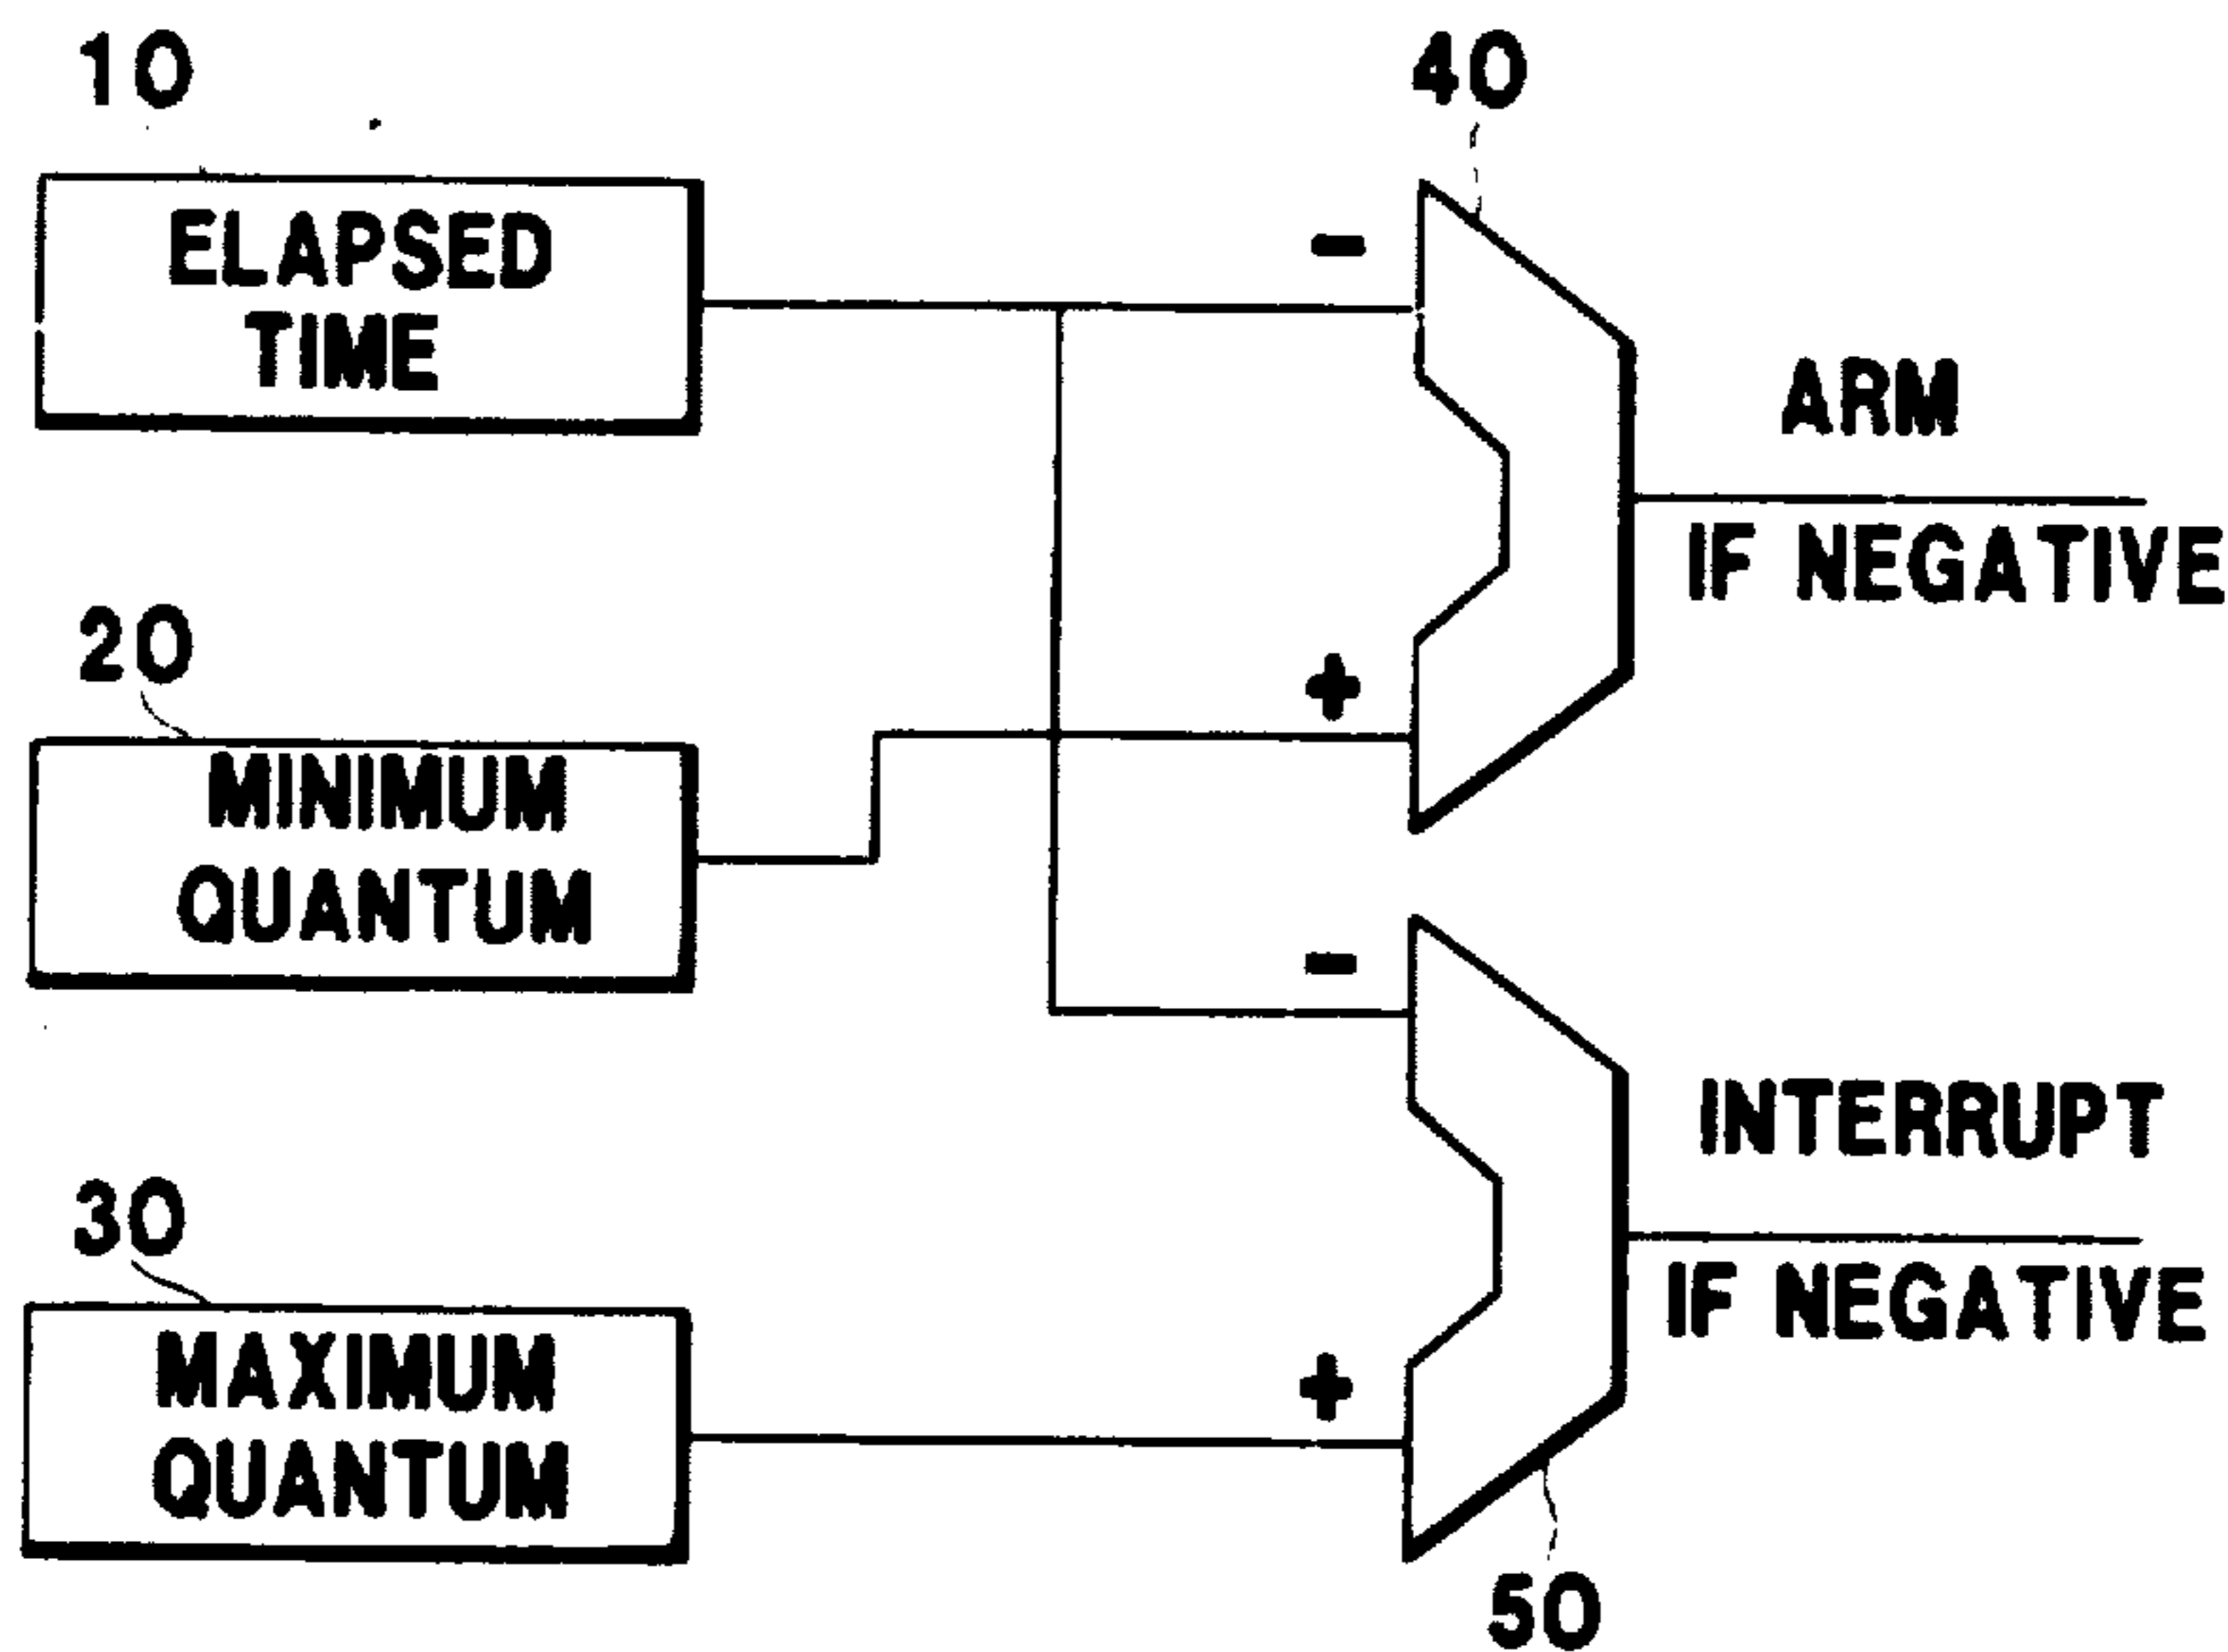 10
ELAPSED
TIME
20
MINIMUM
QUANTUM
30
MAXIMUM
QUANTUM
40
-
+
ARM
IF NEGATIVE
-
+
INTERRUPT
IF NEGATIVE
50